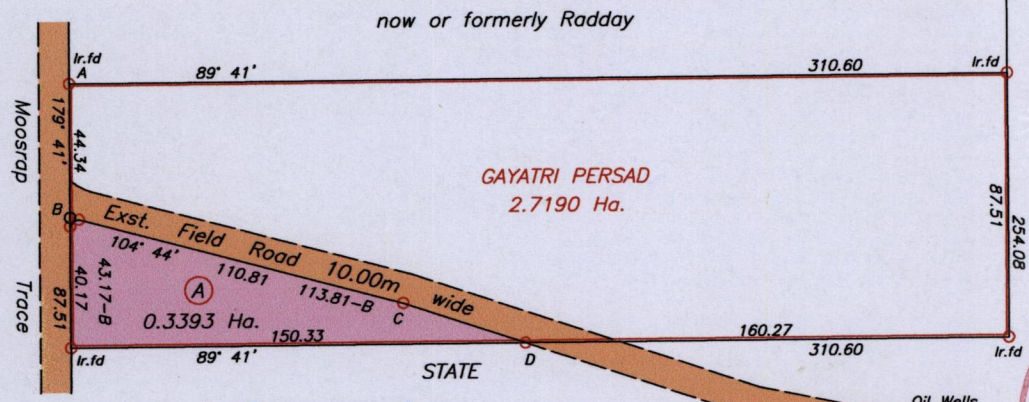 now or formerly Radday
Ir.fd
A
89° 41'
310.60
Ir.fd
Moosrap Trace
179° 41'
44.34
87.51
GAYATRI PERSAD
2.7190 Ha.
87.51
254.08
B
Exst. Field Road 10.00m wide
104° 44'
110.81
113.81-B
C
43.17-B
40.17
A
0.3393 Ha.
150.33
160.27
Ir.fd
89° 41'
D
310.60
Ir.fd
STATE
Oil Wells